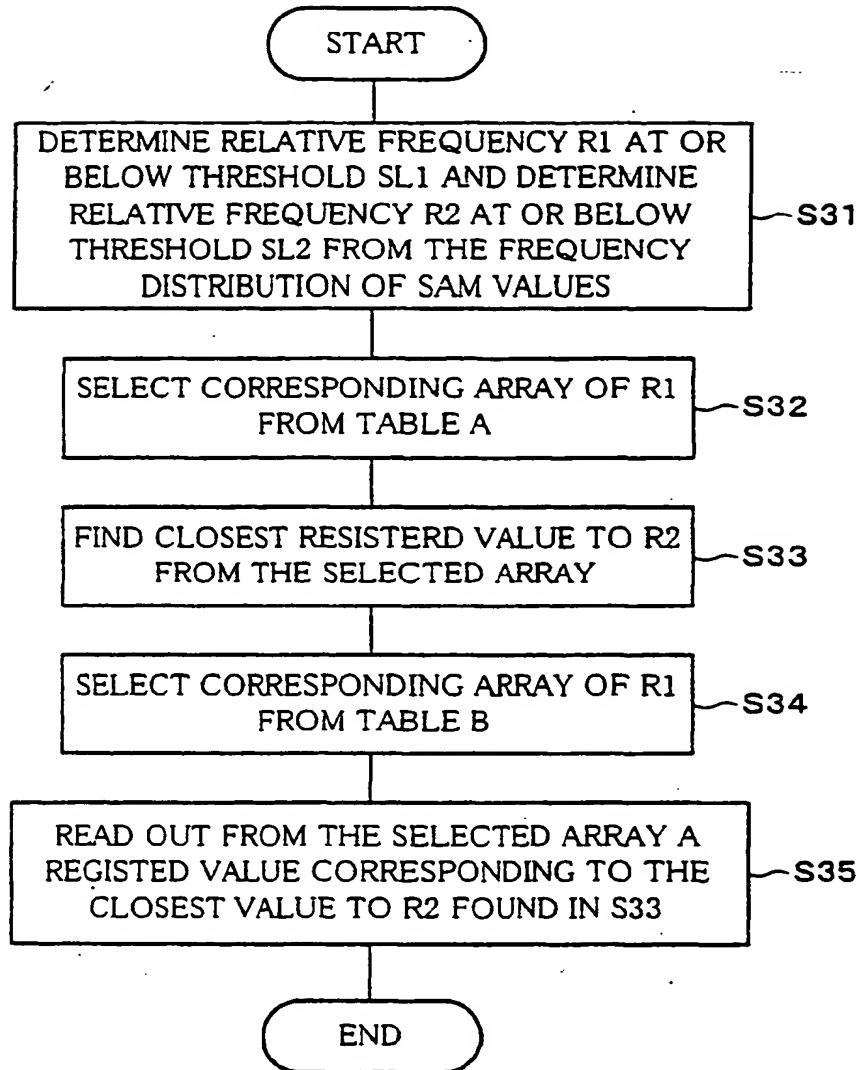 START
DETERMINE RELATIVE FREQUENCY R1 AT OR
BELOW THRESHOLD SL1 AND DETERMINE
RELATIVE FREQUENCY R2 AT OR BELOW
THRESHOLD SL2 FROM THE FREQUENCY
DISTRIBUTION OF SAM VALUES
S31
SELECT CORRESPONDING ARRAY OF R1
FROM TABLE A
S32
FIND CLOSEST RESISTERD VALUE TO R2
FROM THE SELECTED ARRAY
S33
SELECT CORRESPONDING ARRAY OF R1
FROM TABLE B
S34
READ OUT FROM THE SELECTED ARRAY A
REGISTED VALUE CORRESPONDING TO THE
CLOSEST VALUE TO R2 FOUND IN S33
S35
END